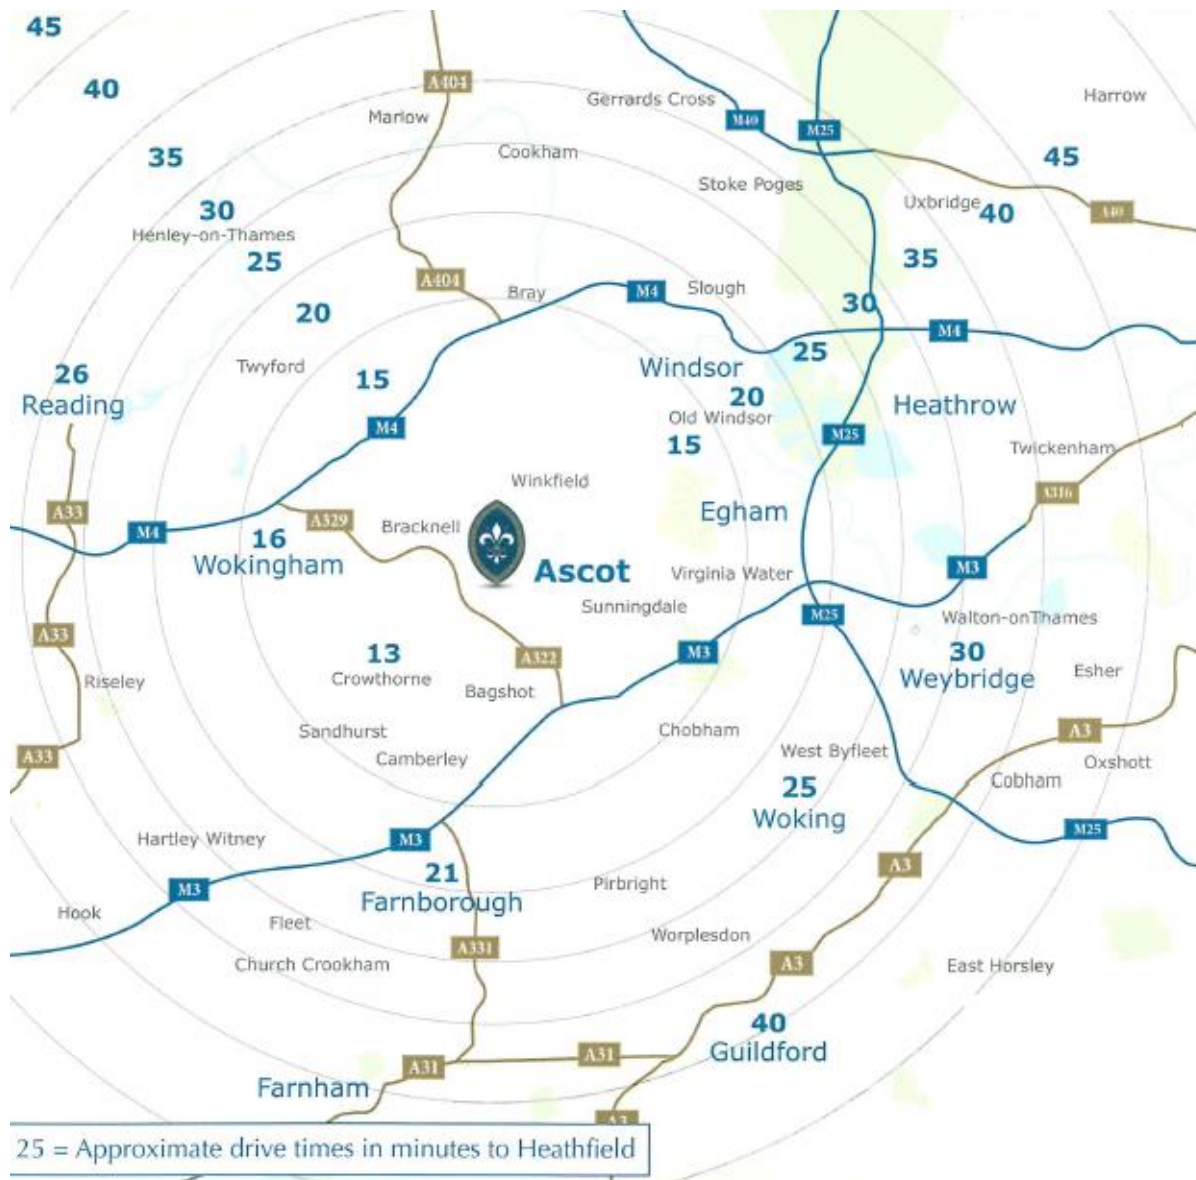 45
A404
40
Gerrards Cross
Harrow
Marlow
M40
M25
Cookham
35
45
Stoke Poges
30
Uxbridge
40
A40
Henley-on-Thames
25
35
A404
Bray
M4
Slough
20
30
M4
Twyford
25
26
15
Windsor
20
Reading
Heathrow
Old Windsor
M4
15
M25
Twickenham
Winkfield
A316
A33
A329
Egham
Bracknell
M4
16
Wokingham
Ascot
Virginia Water
M3
Sunningdale
M25
Walton-onThames
A33
13
A322
M3
30
Crowthorne
Weybridge
Esher
Riseley
Bagshot
Sandhurst
Chobham
A3
A33
Camberley
West Byfleet
Oxshott
25
Cobham
Woking
M25
Hartley Witney
M3
21
A3
M3
Farnborough
Pirbright
Hook
Fleet
Worplesdon
A331
Church Crookham
A3
East Horsley
40
Guildford
A31
A31
Farnham
A3
25 = Approximate drive times in minutes to Heathfield